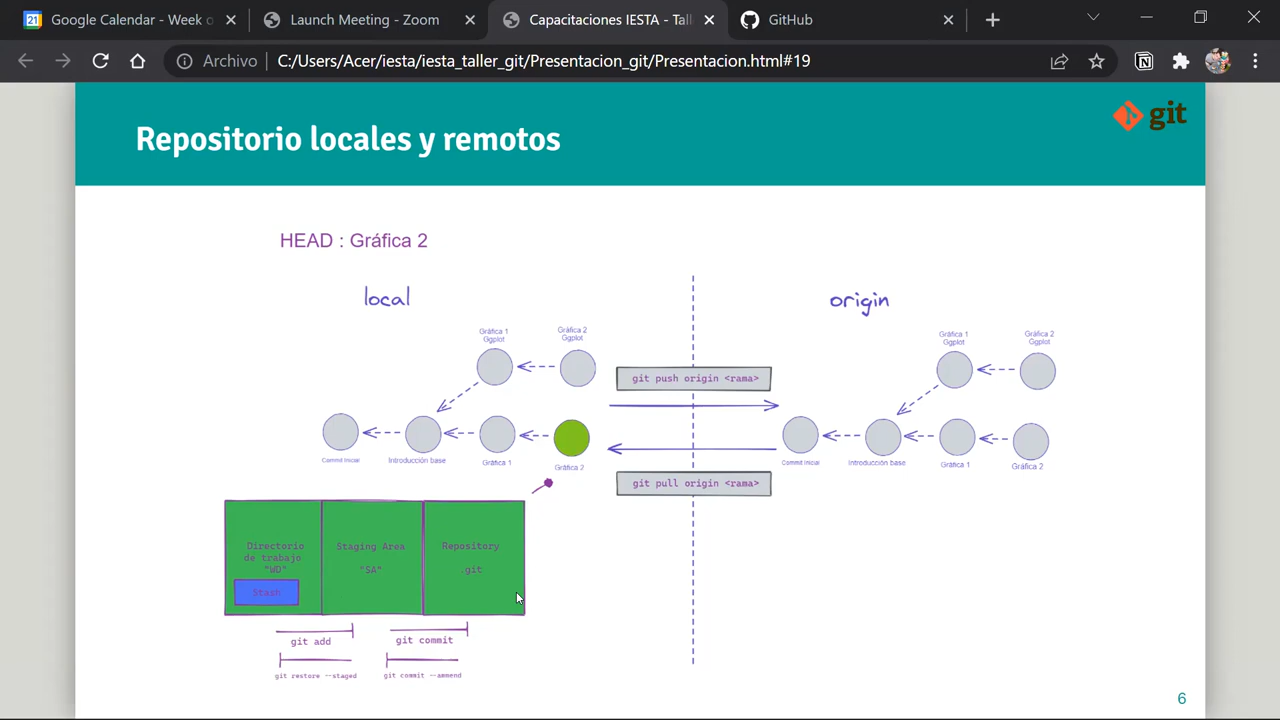 Google Calendar - Week o
Launch Meeting - Zoom
Capacitaciones IESTA - Tall
GitHub
Archivo
C:/Users/Acer/iesta/iesta_taller_git/Presentacion_git/Presentacion.html#19
Repositorio locales y remotos
git
HEAD : Gráfica 2
local
origin
Gráfica 1
Ggplot
Gráfica 2
Ggplot
Gráfica 1
Ggplot
Gráfica 2
Ggplot
git push origin <rama>
Commit Inicial
Introducción base
Gráfica 1
Gráfica 2
Commit Inicial
Introducción base
Gráfica 1
Gráfica 2
git pull origin <rama>
Directorio
de trabajo
"WD"
Stash
Staging Area
"SA"
Repository
.git
git add
git commit
git restore --staged
git commit --ammend
6